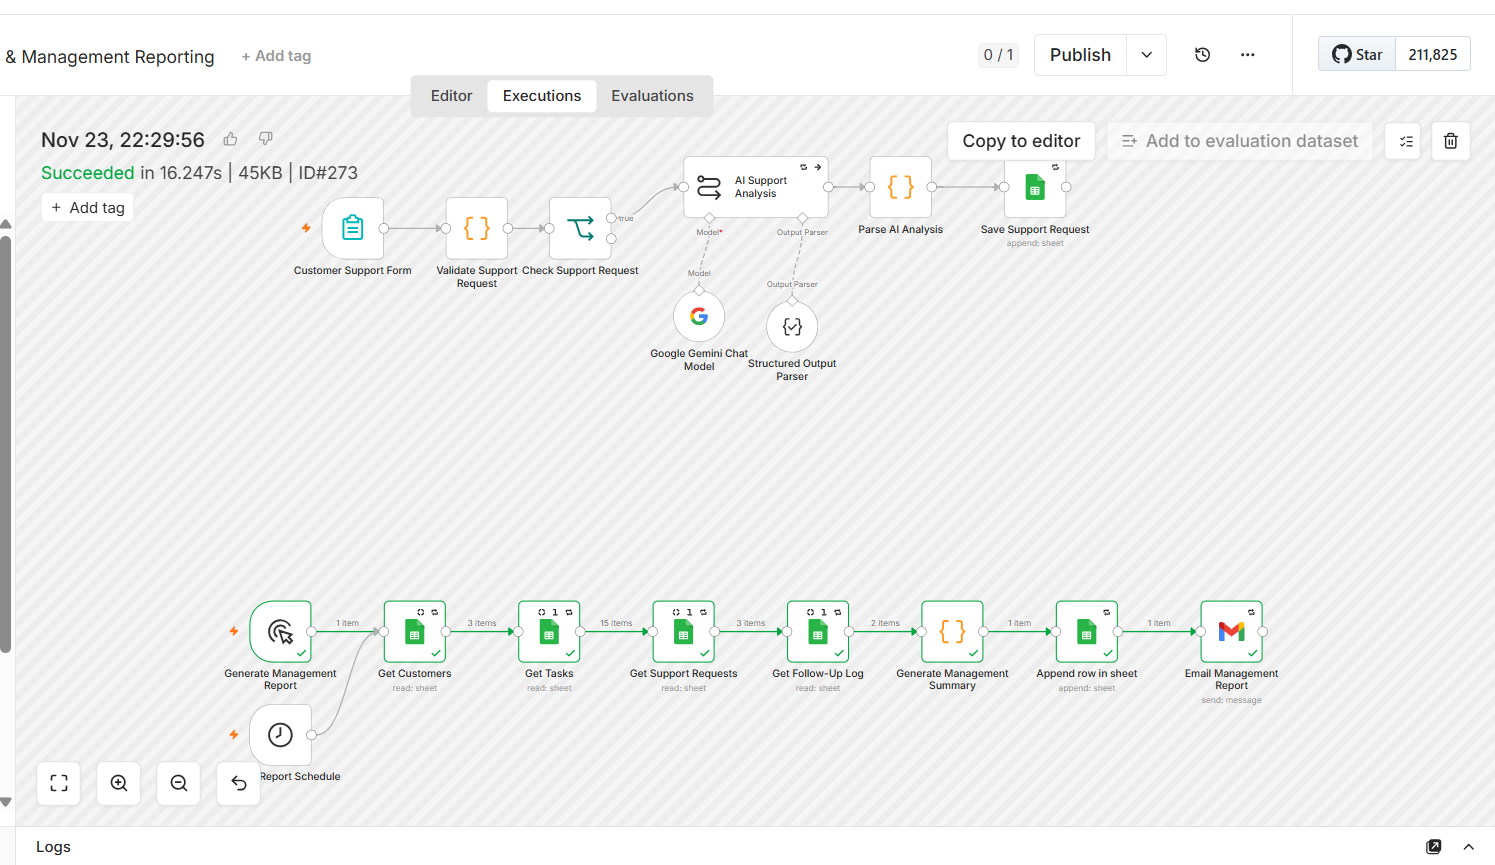 & Management Reporting
+ Add tag
0 / 1
Publish
Star
211,825
Editor
Executions
Evaluations
Nov 23, 22:29:56
Succeeded in 16.247s | 45KB | ID#273
+ Add tag
Copy to editor
Add to evaluation dataset
Customer Support Form
Validate Support
Request
Check Support Request
true
AI Support
Analysis
Model*
Output Parser
Model
Output Parser
Google Gemini Chat
Model
Structured Output
Parser
Parse AI Analysis
Save Support Request
append: sheet
1 item
3 items
1
15 items
1
3 items
1
2 items
1 item
1 item
Generate Management
Report
Get Customers
read: sheet
Get Tasks
read: sheet
Get Support Requests
read: sheet
Get Follow-Up Log
read: sheet
Generate Management
Summary
Append row in sheet
append: sheet
Email Management
Report
send: message
Report Schedule
Logs